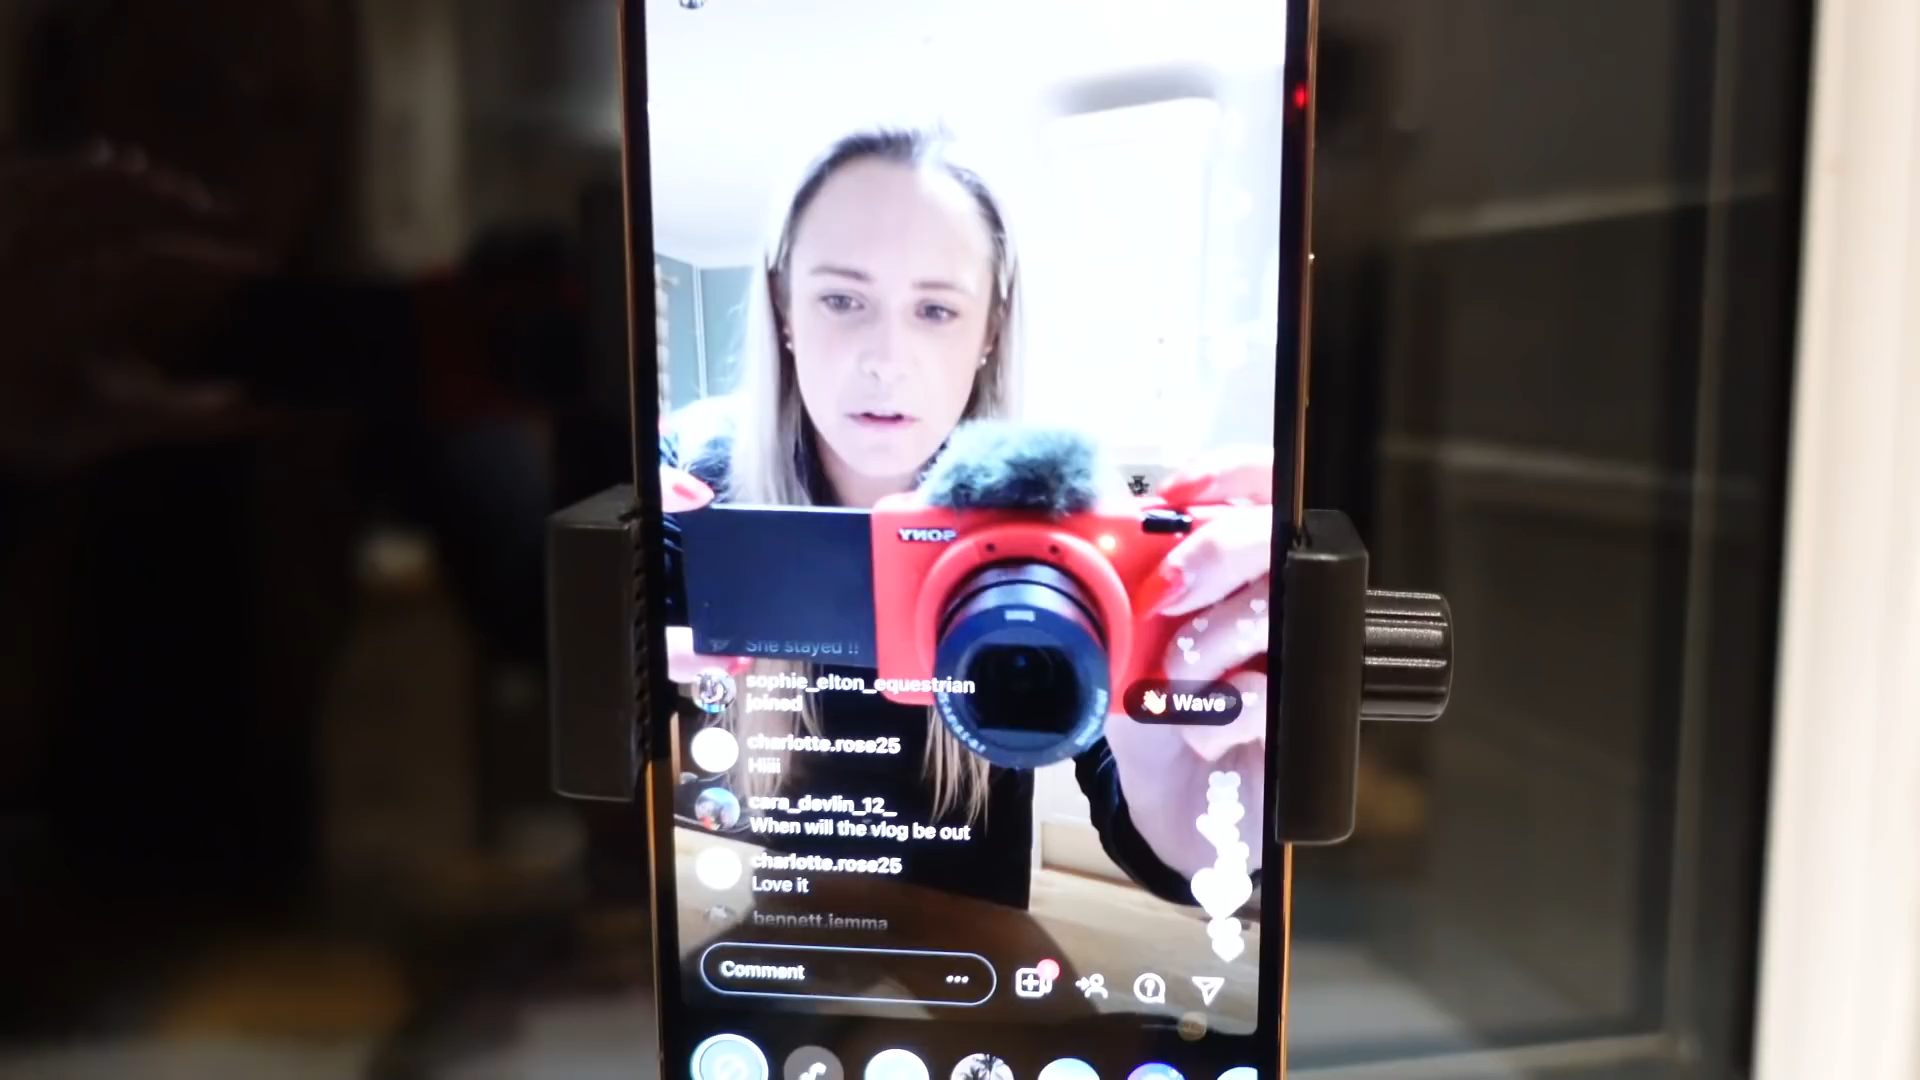 SONY
She stayed !!
sophie_elton_equestrian
joined
Wave
charlotte.rose25
Hiiii
cara_devlin_12_
When will the vlog be out
charlotte.rose25
Love it
bennett.jemma
Comment